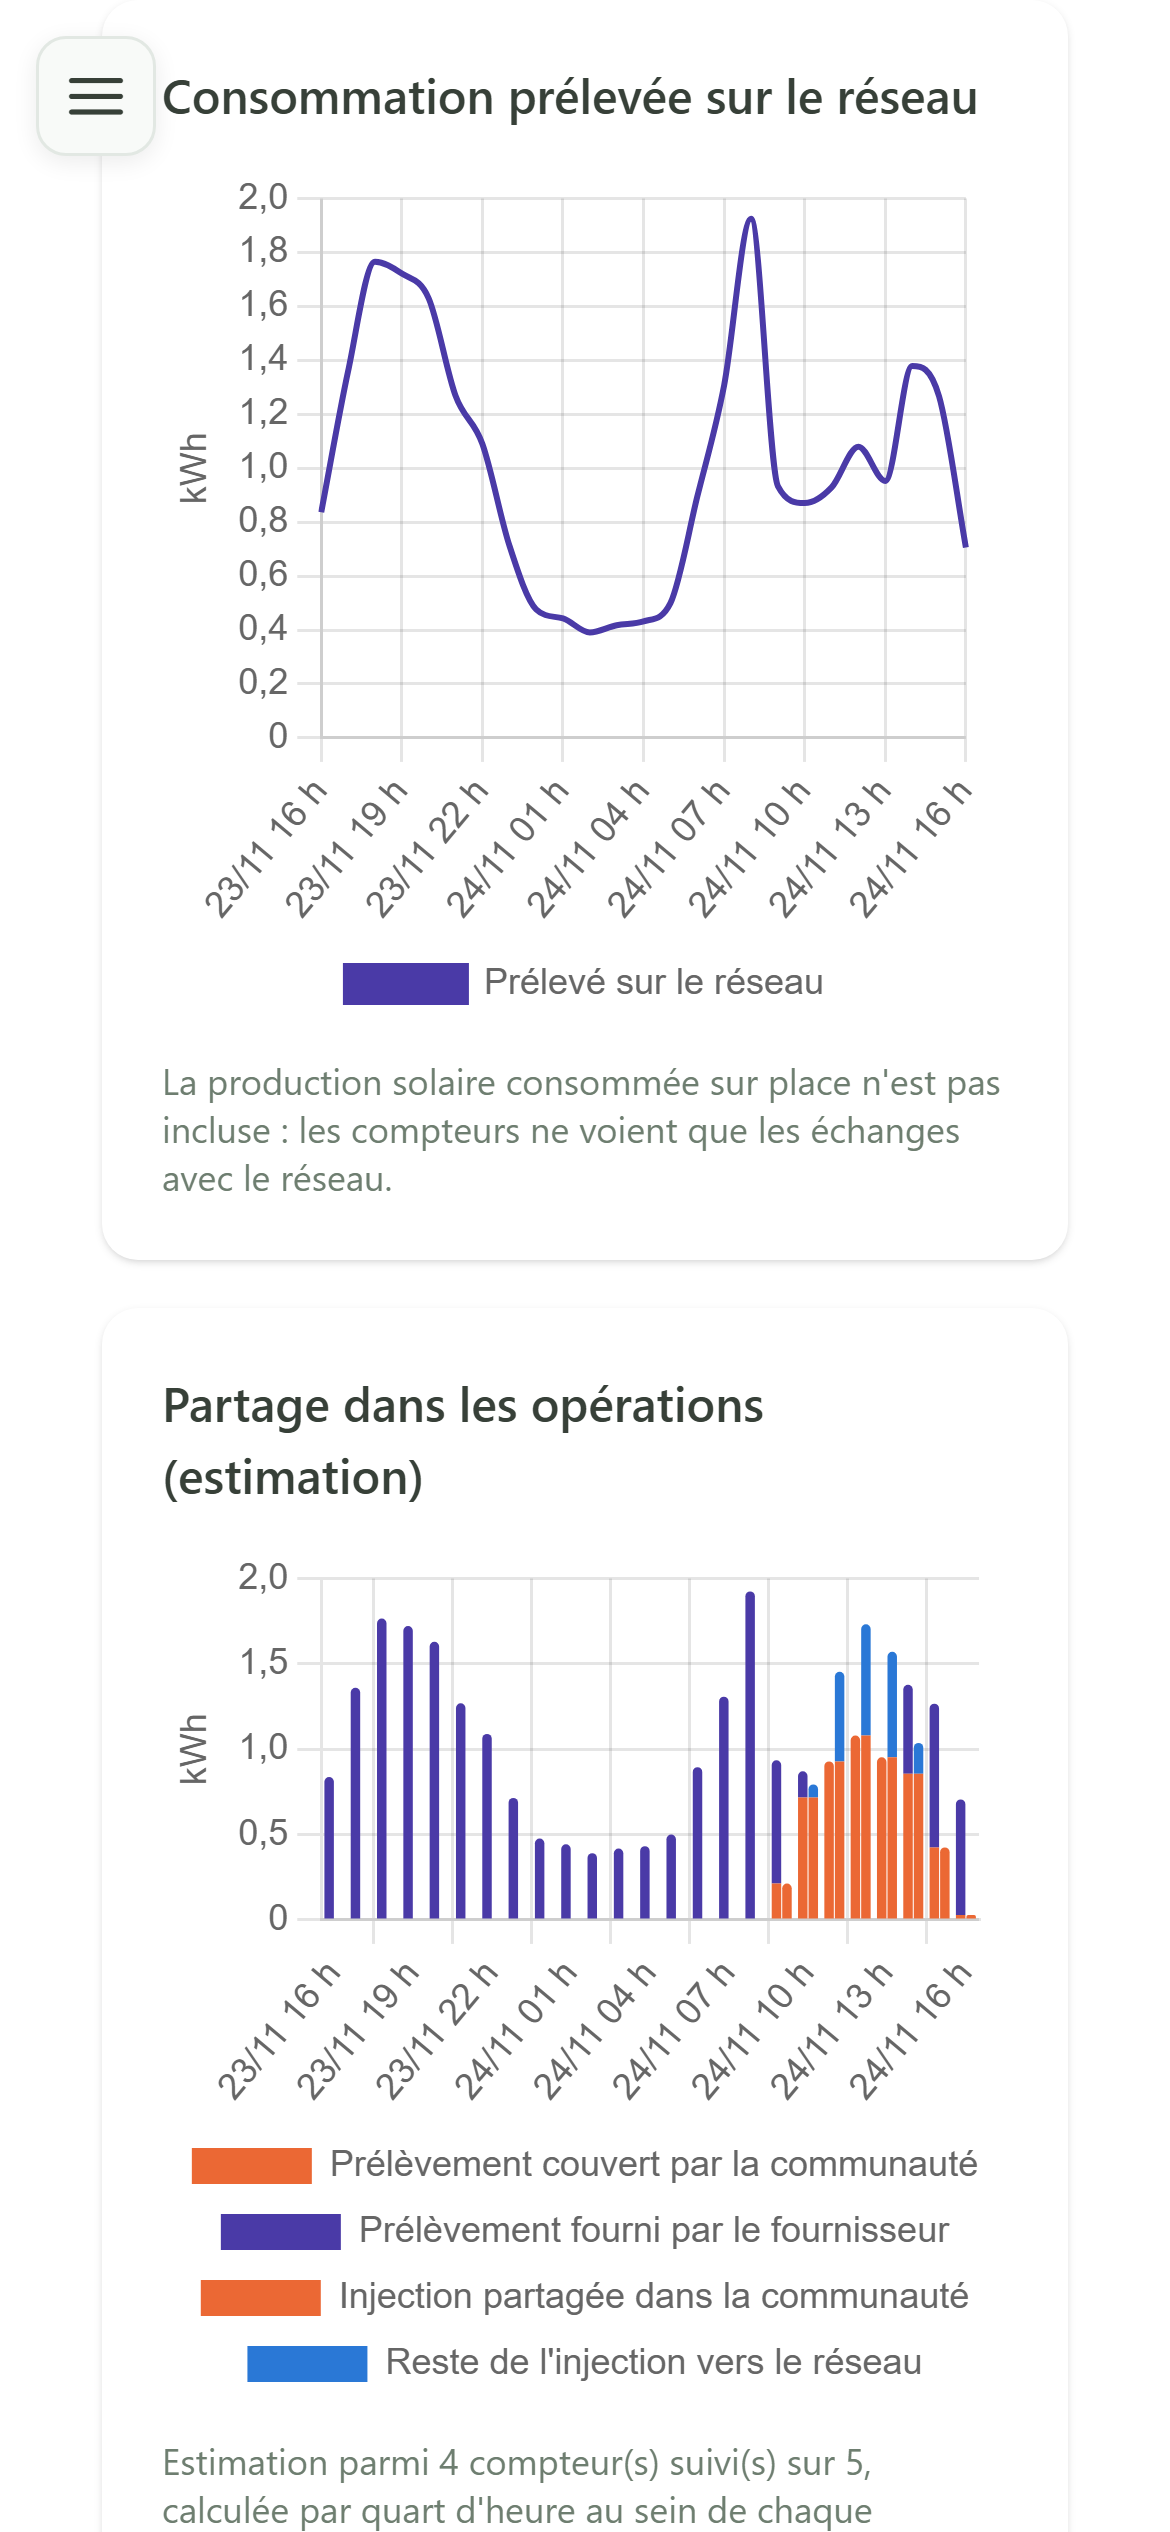 Consommation prélevée sur le réseau
2,0
1,8
1,6
1,4
1,2
1,0
0,8
0,6
0,4
0,2
0
kWh
23/11 16 h
23/11 19 h
23/11 22 h
24/11 01 h
24/11 04 h
24/11 07 h
24/11 10 h
24/11 13 h
24/11 16 h
Prélevé sur le réseau
La production solaire consommée sur place n'est pas
incluse : les compteurs ne voient que les échanges
avec le réseau.
Partage dans les opérations
(estimation)
2,0
1,5
1,0
0,5
0
kWh
23/11 16 h
23/11 19 h
23/11 22 h
24/11 01 h
24/11 04 h
24/11 07 h
24/11 10 h
24/11 13 h
24/11 16 h
Prélèvement couvert par la communauté
Prélèvement fourni par le fournisseur
Injection partagée dans la communauté
Reste de l'injection vers le réseau
Estimation parmi 4 compteur(s) suivi(s) sur 5,
calculée par quart d'heure au sein de chaque